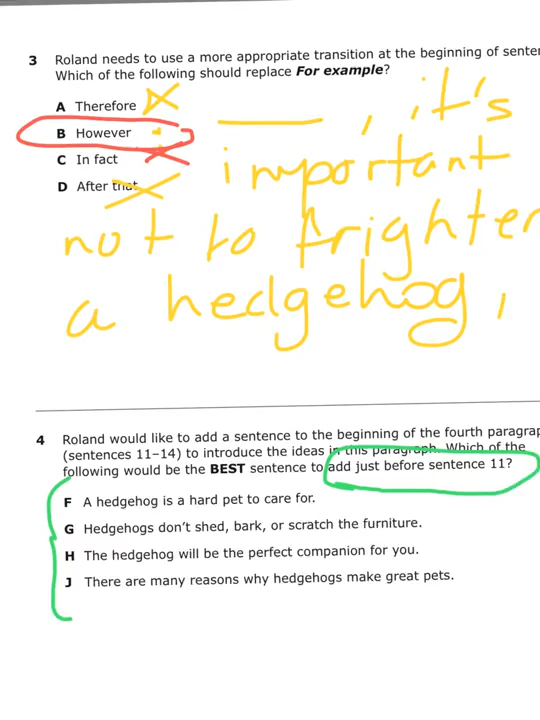 3 Roland needs to use a more appropriate transition at the beginning of
Which of the following should replace For example?
A Therefore
B However
C In fact
D After that
, it's
important
not to frighten
a hedgehog,
4 Roland would like to add a sentence to the beginning of the fourth
(sentences 11–14) to introduce the ideas in this paragraph. Which of the
following would be the BEST sentence to add just before sentence 11?
F A hedgehog is a hard pet to care for.
G Hedgehogs don't shed, bark, or scratch the furniture.
H The hedgehog will be the perfect companion for you.
J There are many reasons why hedgehogs make great pets.